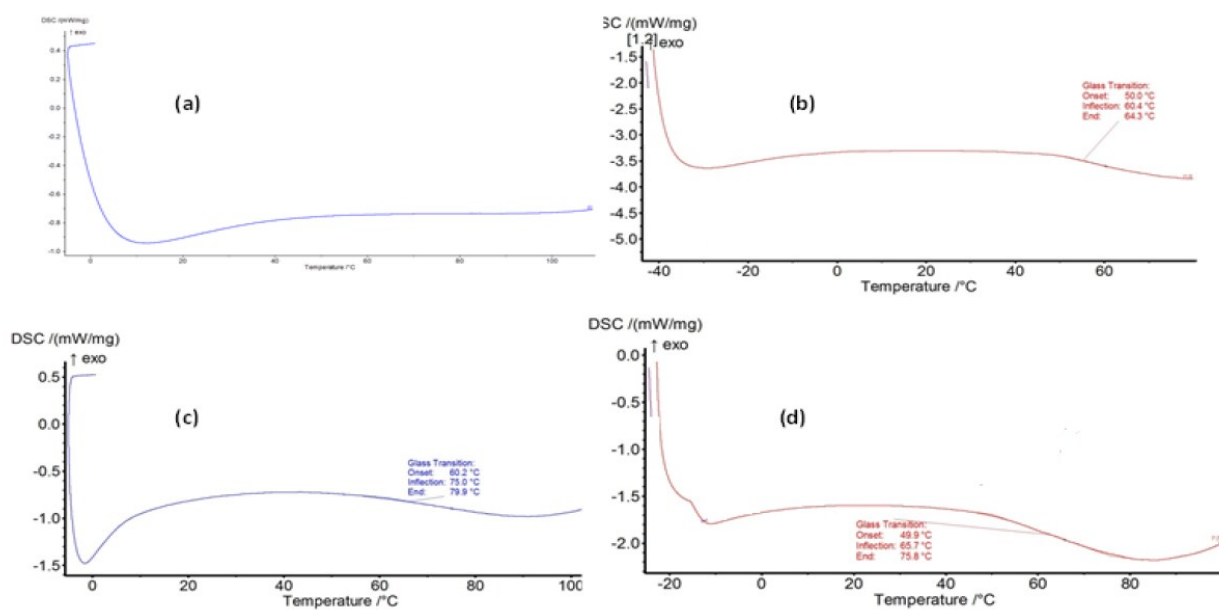 DSC /(mW/mg)
↑ exo
0.4
0.2
0.0
-0.2
-0.4
-0.6
-0.8
-1.0
(a)
0 20 40 60 80 100
Temperature /°C
SC /(mW/mg)
[1.2] exo
-1.5
-2.0
-2.5
-3.0
-3.5
-4.0
-4.5
-5.0
(b)
Glass Transition:
Onset: 50.0 °C
Inflection: 60.4 °C
End: 64.3 °C
-40 -20 0 20 40 60
Temperature /°C
DSC /(mW/mg)
↑ exo
0.5
0.0
-0.5
-1.0
-1.5
(c)
Glass Transition:
Onset: 60.2 °C
Inflection: 75.0 °C
End: 79.9 °C
0 20 40 60 80 100
Temperature /°C
DSC /(mW/mg)
↑ exo
0.0
-0.5
-1.0
-1.5
-2.0
(d)
Glass Transition:
Onset: 49.9 °C
Inflection: 65.7 °C
End: 75.8 °C
-20 0 20 40 60 80
Temperature /°C